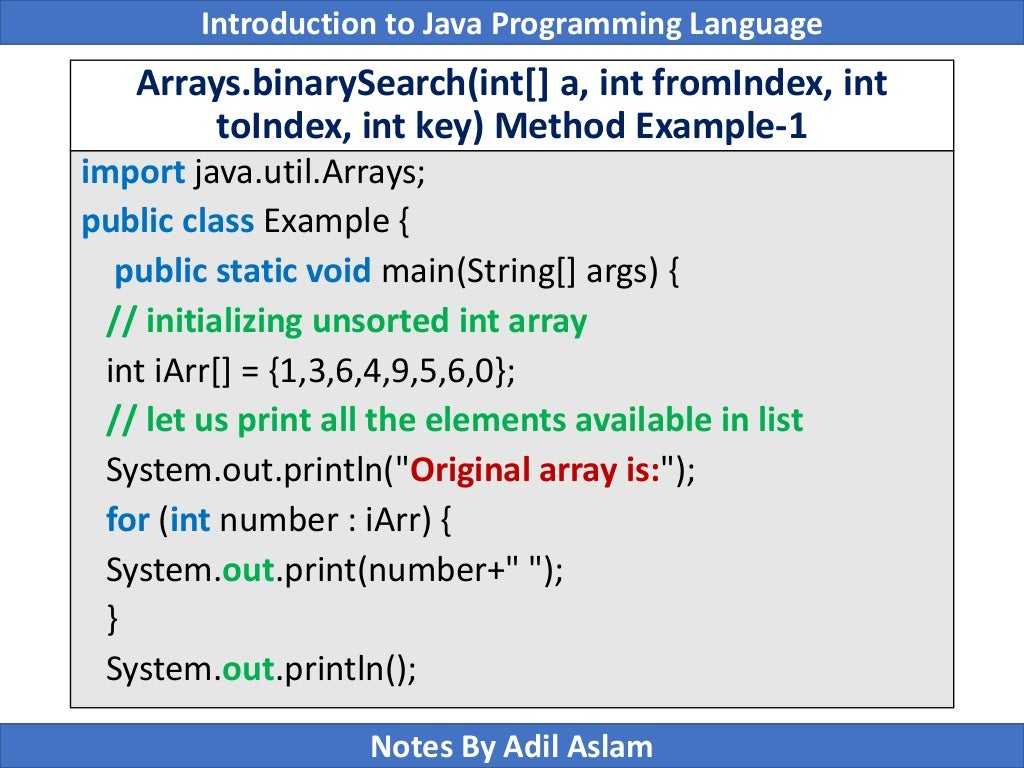 Introduction to Java Programming Language
Arrays.binarySearch(int[] a, int fromIndex, int
toIndex, int key) Method Example-1
import java.util.Arrays;
public class Example {
public static void main(String[] args) {
// initializing unsorted int array
int iArr[] = {1,3,6,4,9,5,6,0};
// let us print all the elements available in list
System.out.println("Original array is:");
for (int number : iArr) {
System.out.print(number+" ");
}
System.out.println();
Notes By Adil Aslam